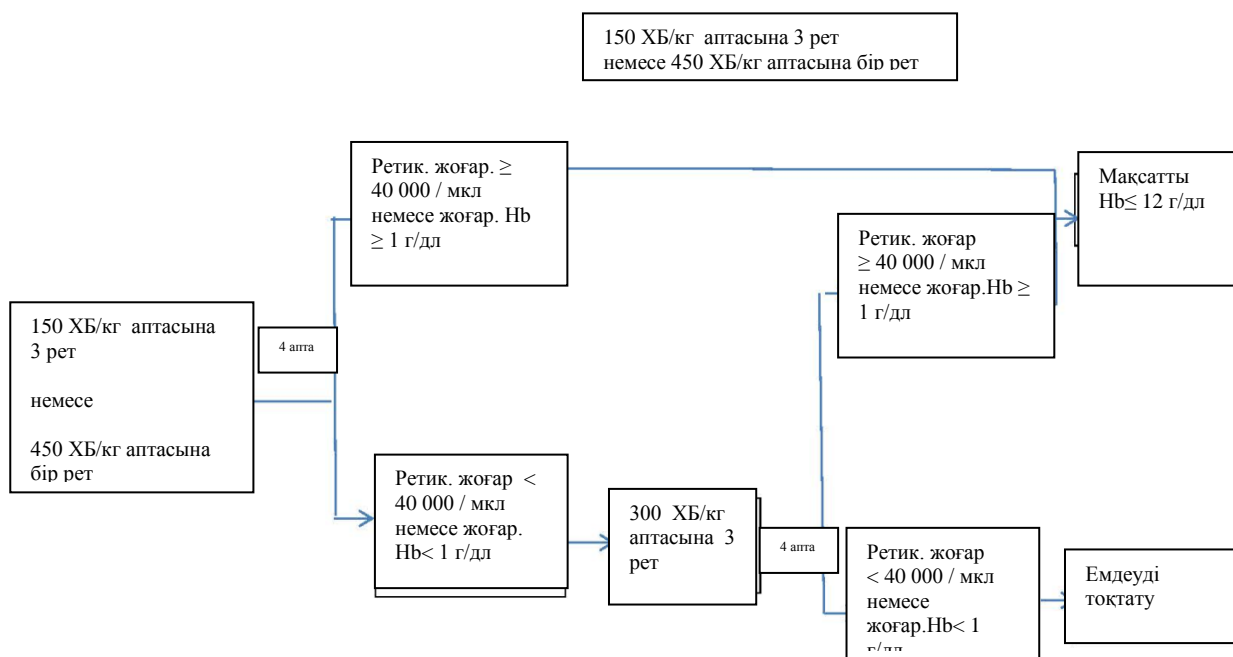 150 ХБ/кг аптасына 3 рет
немесе 450 ХБ/кг аптасына бір рет
Ретик. жоғар. ≥
40 000 / мкл
немесе жоғар. Hb
≥ 1 г/дл
Мақсатты
Hb≤ 12 г/дл
Ретик. жоғар
≥ 40 000 / мкл
немесе жоғар.Hb ≥
1 г/дл
150 ХБ/кг аптасына
3 рет
немесе
450 ХБ/кг аптасына
бір рет
4 апта
Ретик. жоғар <
40 000 / мкл
немесе жоғар.
Hb< 1 г/дл
300 ХБ/кг
аптасына 3
рет
4 апта
Ретик. жоғар
< 40 000 / мкл
немесе
жоғар.Hb< 1
г/дл
Емдеуді
тоқтату